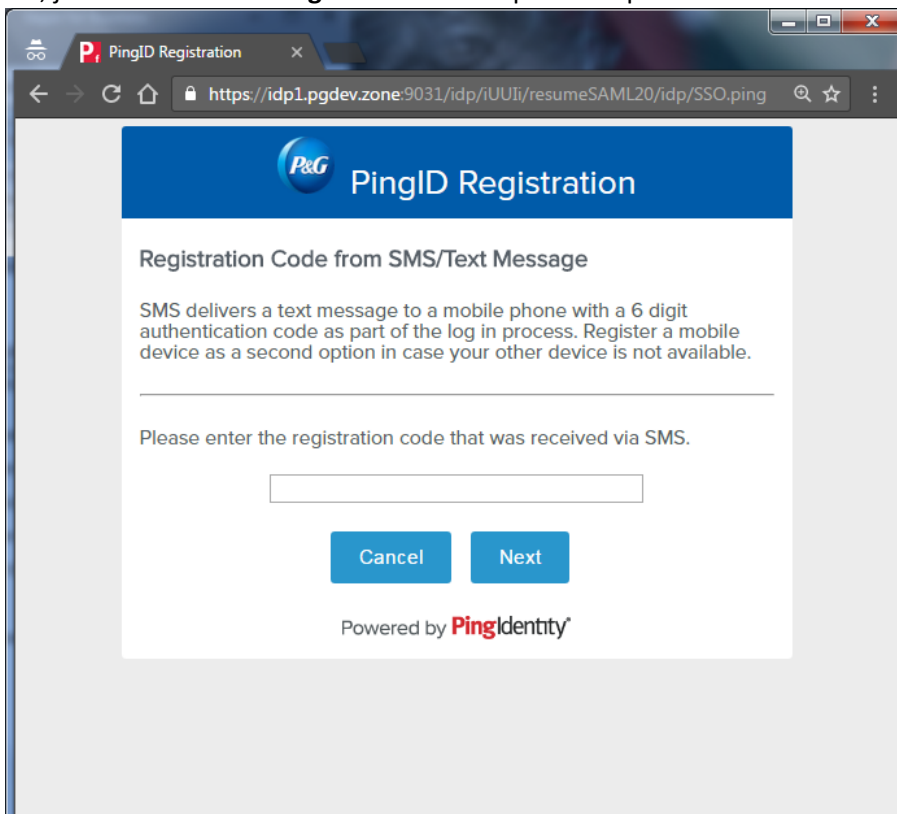 PingID Registration
https://idp1.pgdev.zone:9031/idp/iUUIi/resumeSAML20/idp/SSO.ping
P&G
PingID Registration
Registration Code from SMS/Text Message
SMS delivers a text message to a mobile phone with a 6 digit
authentication code as part of the log in process. Register a mobile
device as a second option in case your other device is not available.
Please enter the registration code that was received via SMS.
Cancel Next
Powered by PingIdentity®